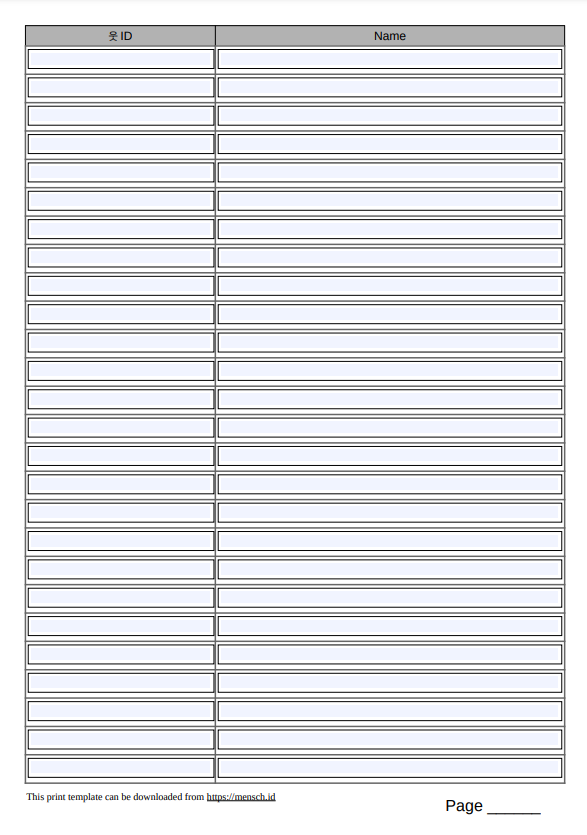 웃 ID
Name
This print template can be downloaded from https://mensch.id
Page ______